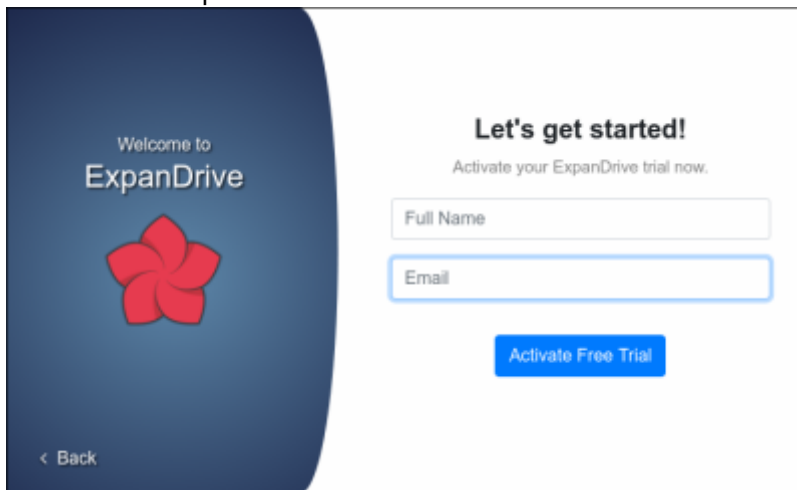 Welcome to
ExpanDrive
< Back
Let's get started!
Activate your ExpanDrive trial now.
Full Name
Email
Activate Free Trial